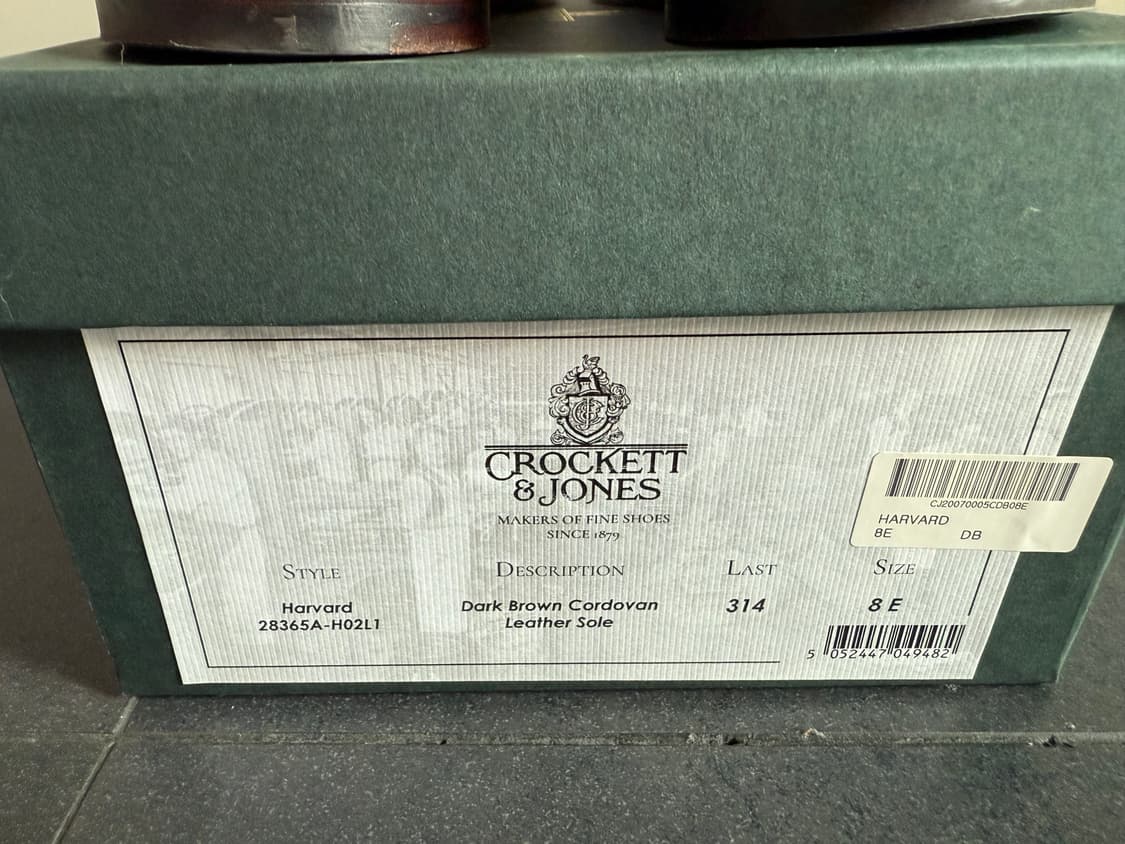 CROCKETT
& JONES
MAKERS OF FINE SHOES
SINCE 1879
CJ20070005CDB08E
HARVARD
8E DB
STYLE DESCRIPTION LAST SIZE
Harvard Dark Brown Cordovan 314 8 E
28365A-H02L1 Leather Sole
5 052447 049482